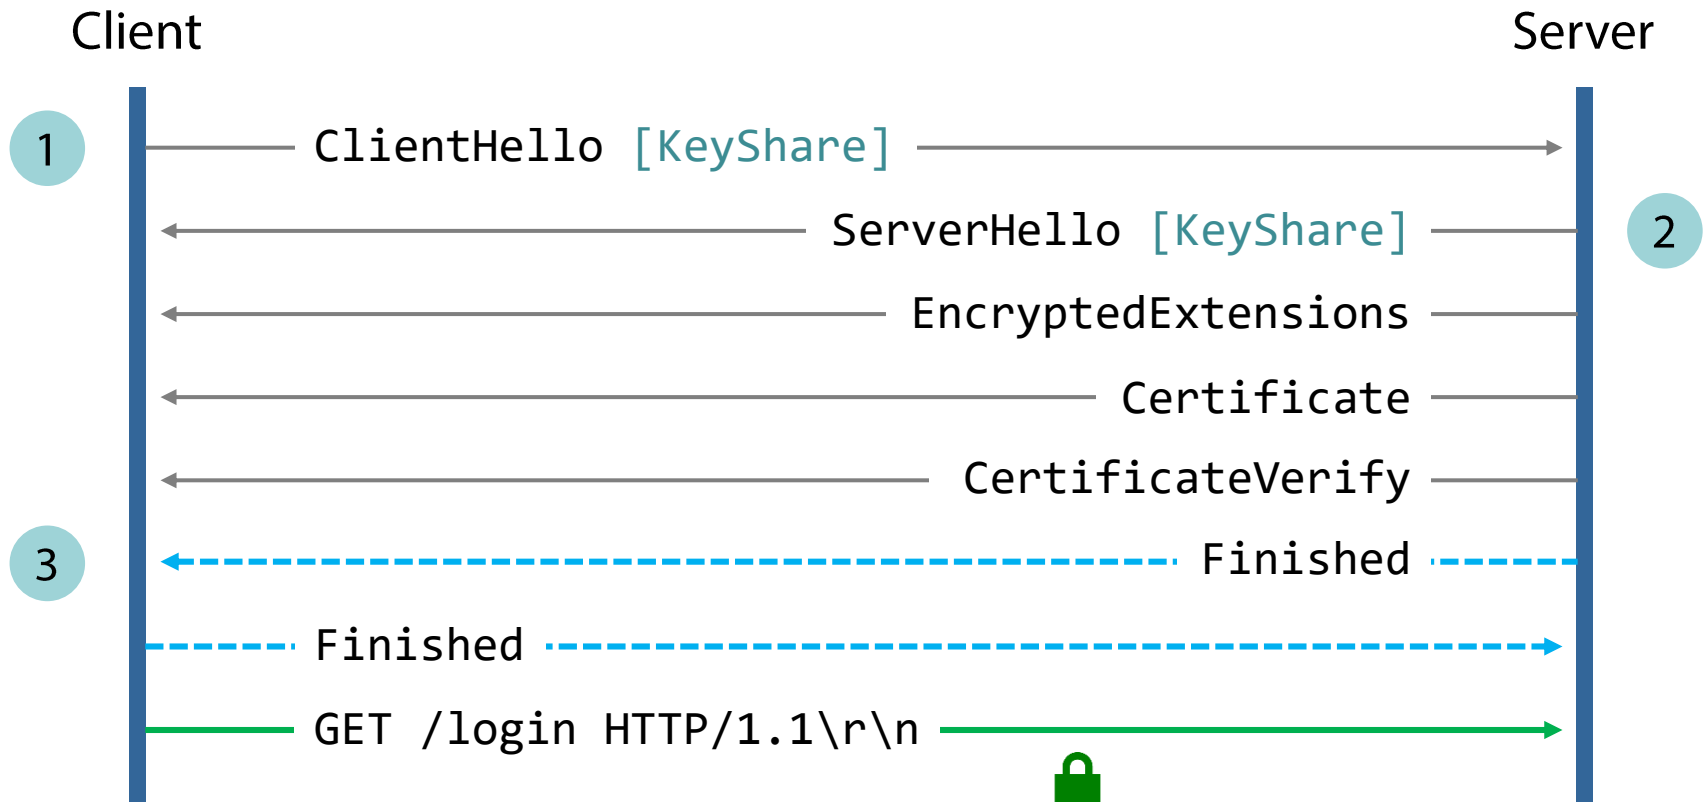 Client
Server
1
ClientHello [KeyShare]
ServerHello [KeyShare]
2
EncryptedExtensions
Certificate
CertificateVerify
3
Finished
Finished
GET /login HTTP/1.1\r\n